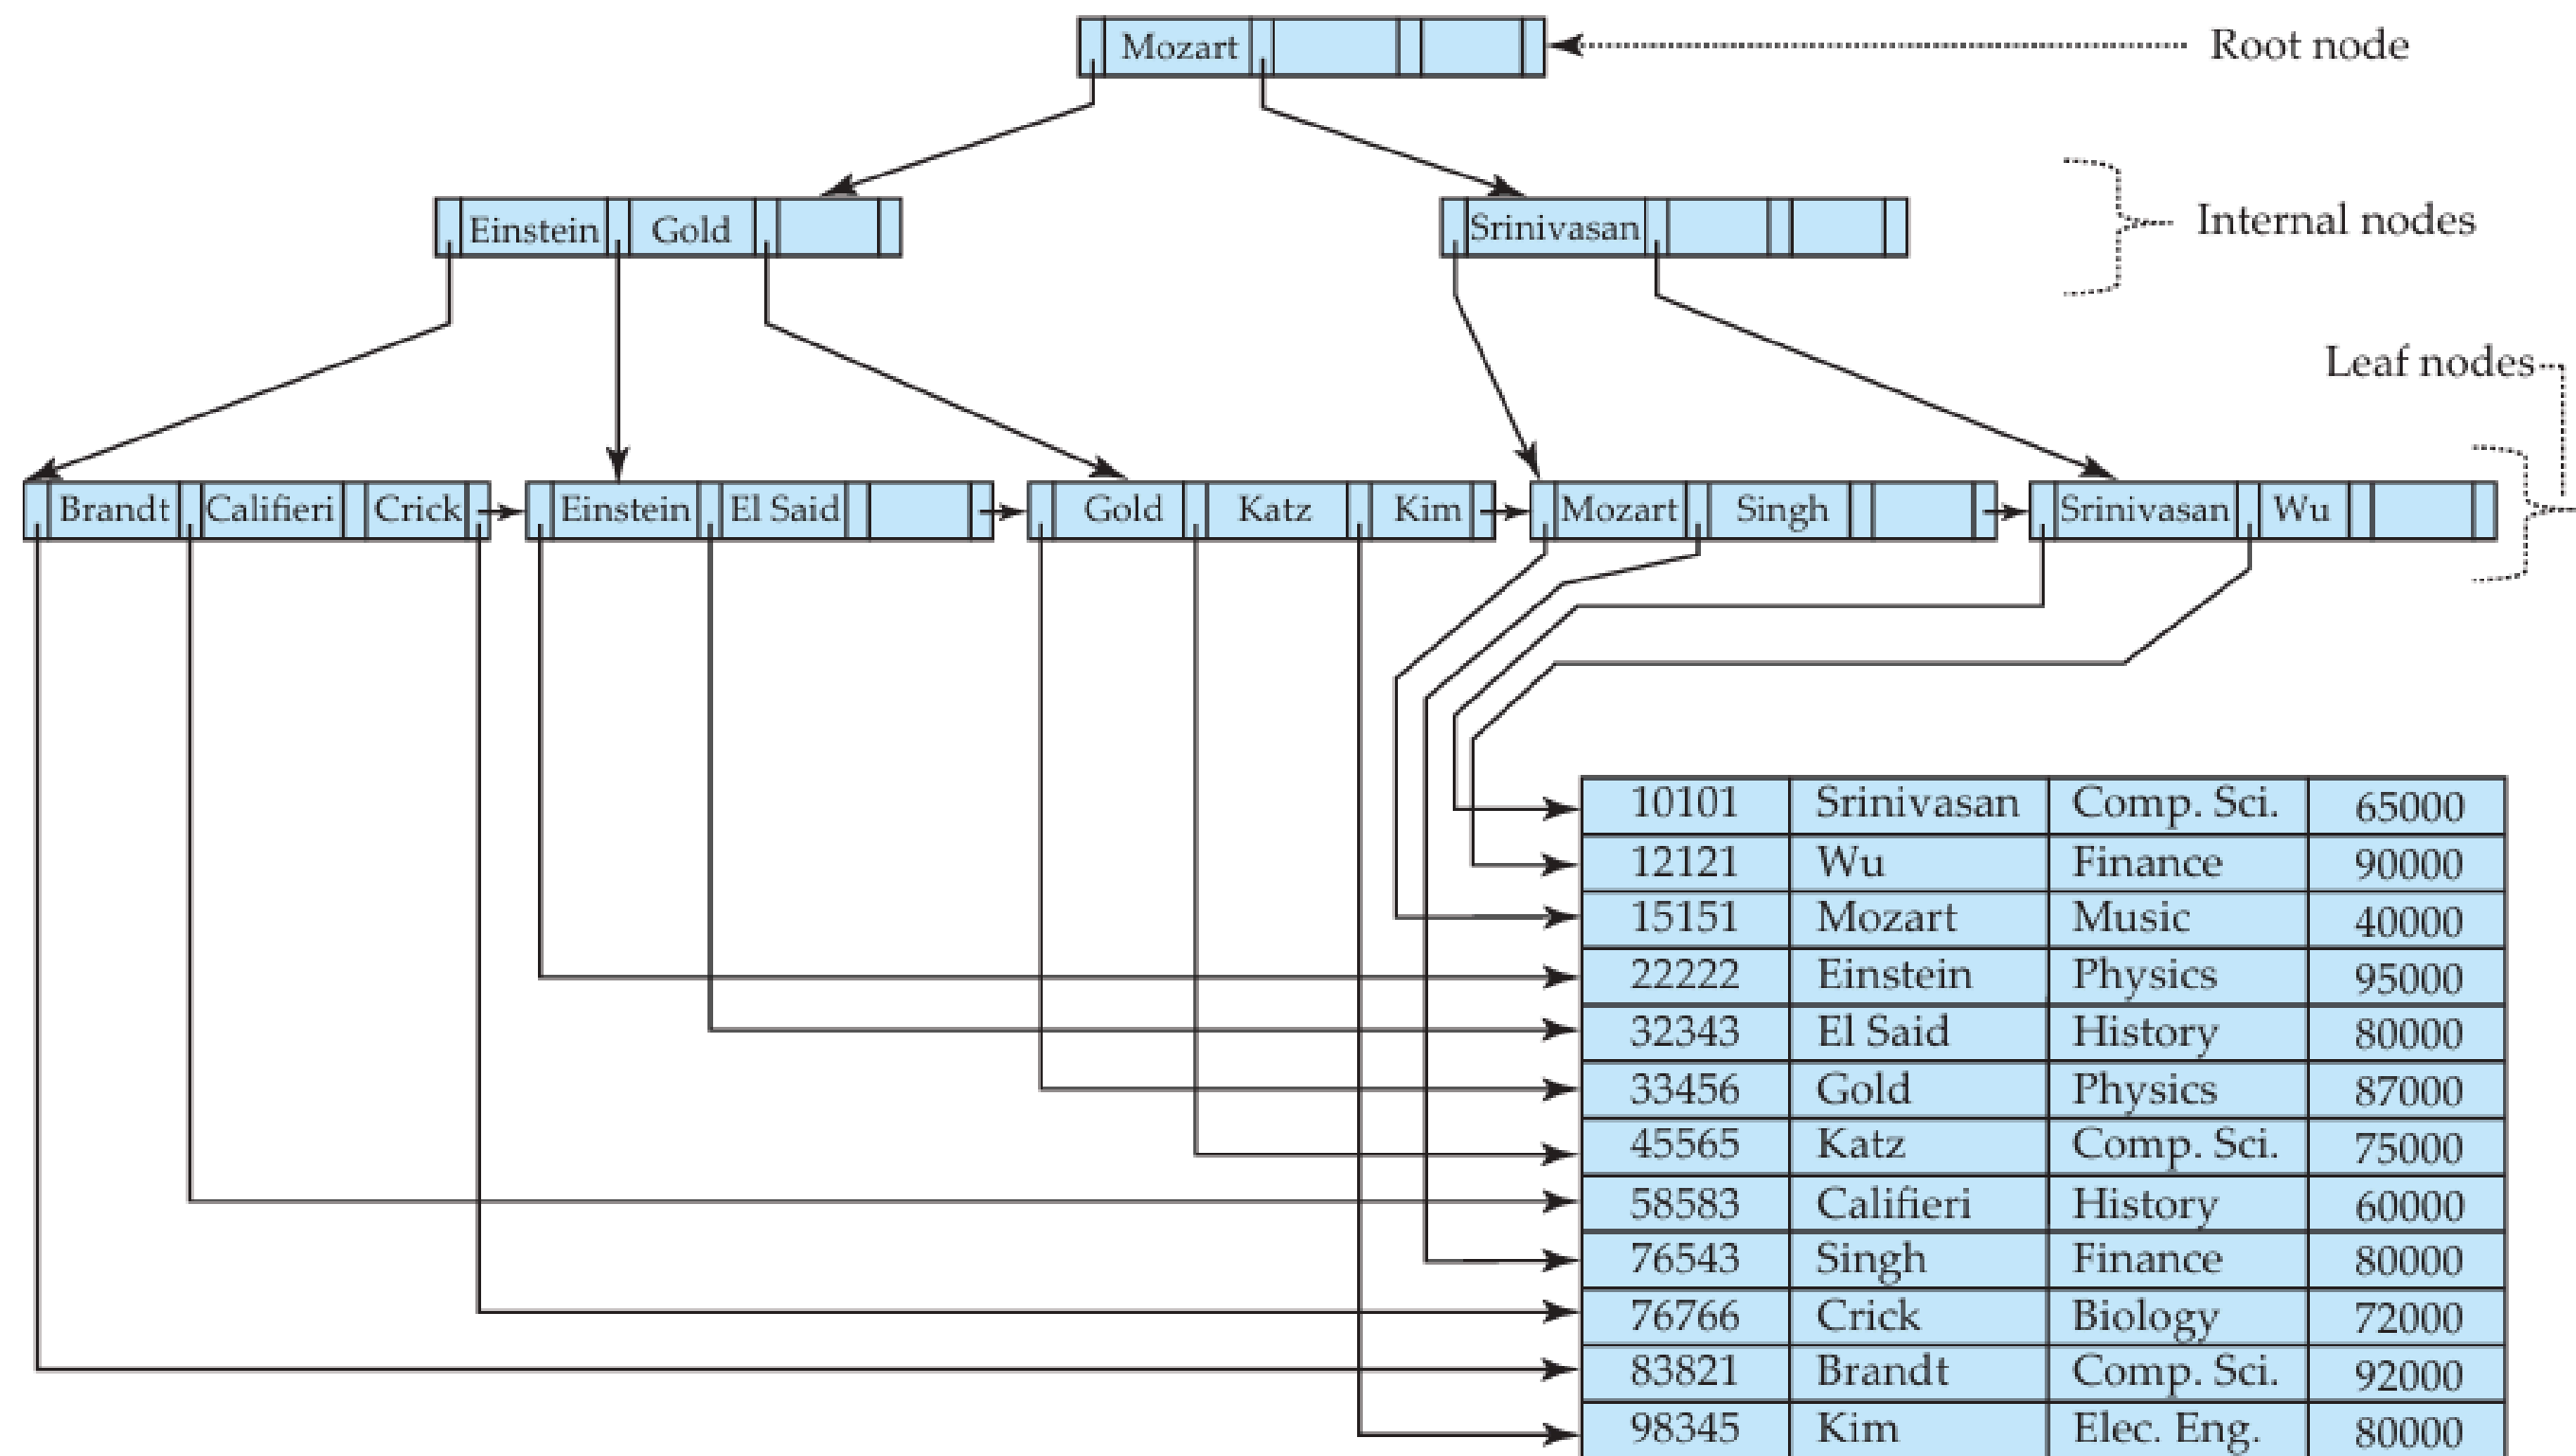 Mozart
Root node
Einstein Gold
Srinivasan
Internal nodes
Leaf nodes
Brandt Califieri Crick Einstein El Said Gold Katz Kim Mozart Singh Srinivasan Wu
10101 Srinivasan Comp. Sci. 65000
12121 Wu Finance 90000
15151 Mozart Music 40000
22222 Einstein Physics 95000
32343 El Said History 80000
33456 Gold Physics 87000
45565 Katz Comp. Sci. 75000
58583 Califieri History 60000
76543 Singh Finance 80000
76766 Crick Biology 72000
83821 Brandt Comp. Sci. 92000
98345 Kim Elec. Eng. 80000